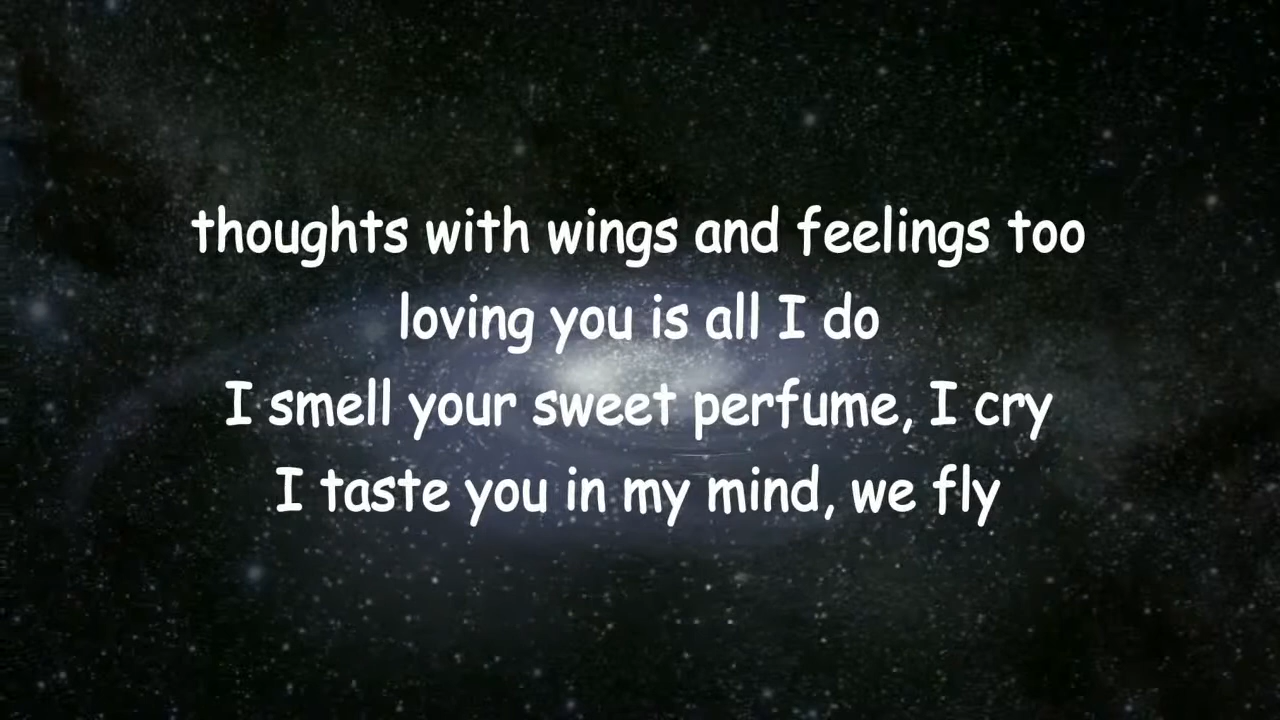 thoughts with wings and feelings too
loving you is all I do
I smell your sweet perfume, I cry
I taste you in my mind, we fly